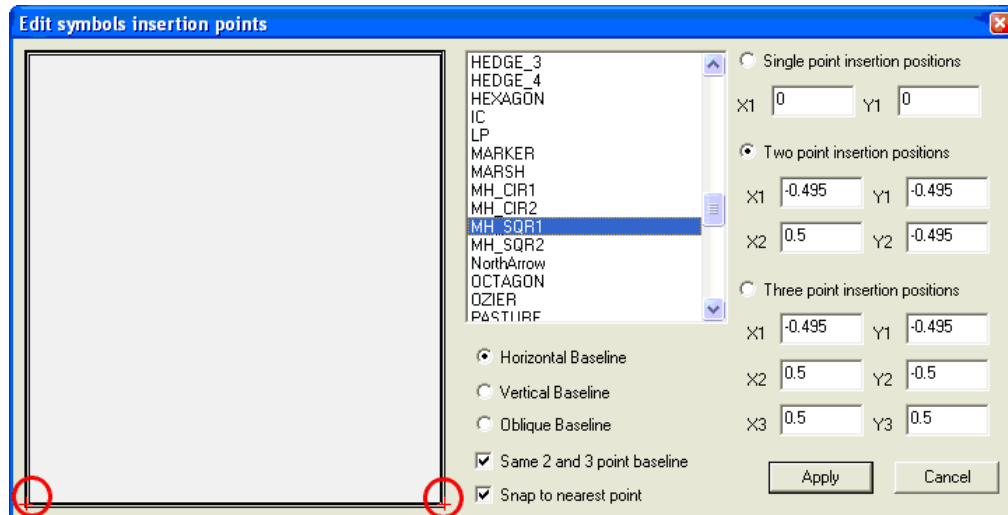 Edit symbols insertion points
HEDGE_3
HEDGE_4
HEXAGON
IC
LP
MARKER
MARSH
MH_CIR1
MH_CIR2
MH_SQR1
MH_SQR2
NorthArrow
OCTAGON
OZIER
PASTURE
Horizontal Baseline
Vertical Baseline
Oblique Baseline
Same 2 and 3 point baseline
Snap to nearest point
Single point insertion positions
X1 0 Y1 0
Two point insertion positions
X1 -0.495 Y1 -0.495
X2 0.5 Y2 -0.495
Three point insertion positions
X1 -0.495 Y1 -0.495
X2 0.5 Y2 -0.5
X3 0.5 Y3 0.5
Apply Cancel